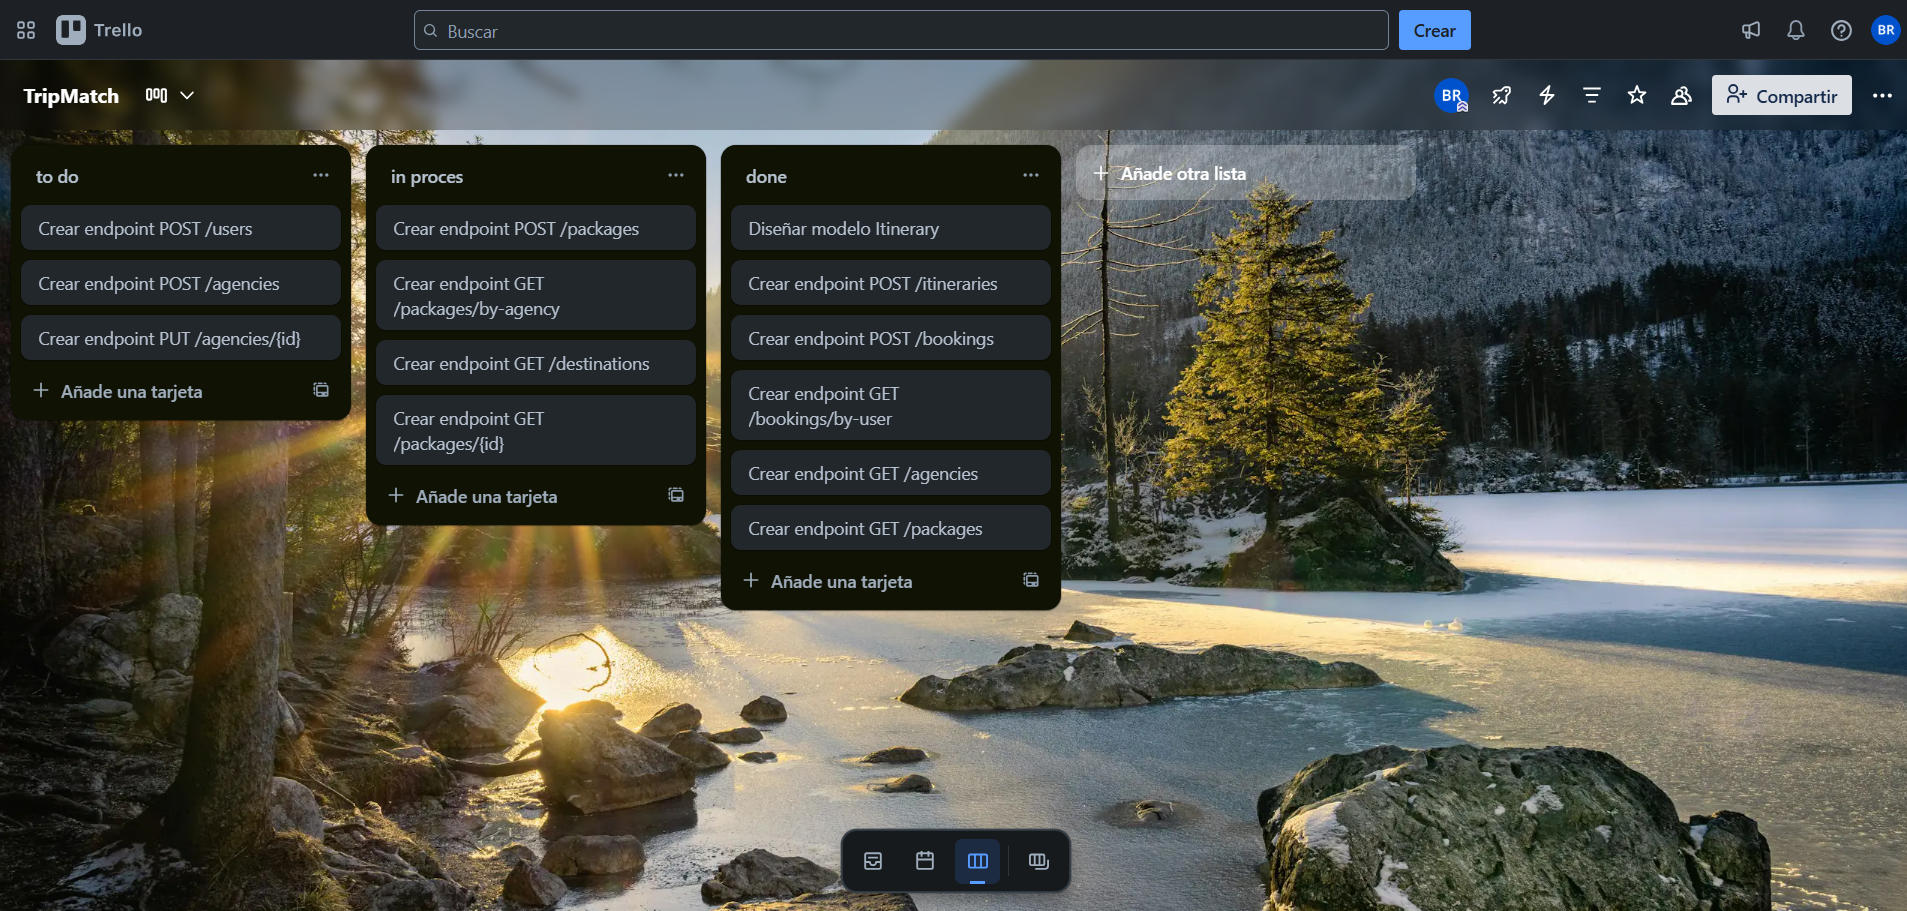 Trello
Buscar
Crear
BR
TripMatch
BR
Compartir
to do
Crear endpoint POST /users
Crear endpoint POST /agencies
Crear endpoint PUT /agencies/{id}
Añade una tarjeta
in proces
Crear endpoint POST /packages
Crear endpoint GET
/packages/by-agency
Crear endpoint GET /destinations
Crear endpoint GET
/packages/{id}
Añade una tarjeta
done
Diseñar modelo Itinerary
Crear endpoint POST /itineraries
Crear endpoint POST /bookings
Crear endpoint GET
/bookings/by-user
Crear endpoint GET /agencies
Crear endpoint GET /packages
Añade una tarjeta
Añade otra lista